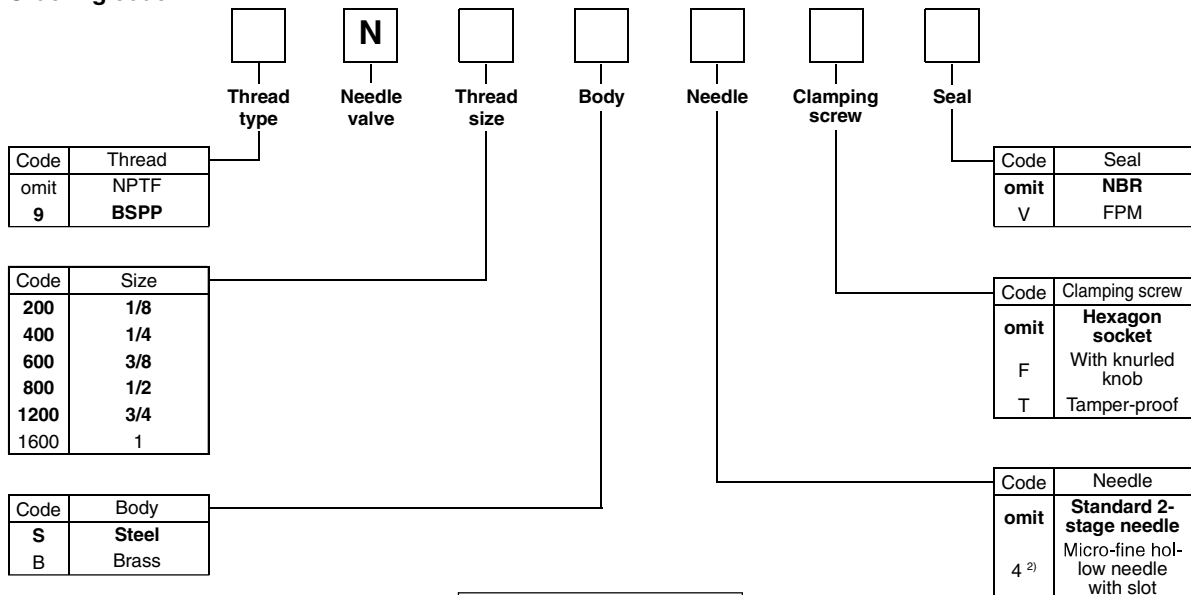 N
Thread type
Needle valve
Thread size
Body
Needle
Clamping screw
Seal
Code Thread
omit NPTF
9 BSPP
Code Size
200 1/8
400 1/4
600 3/8
800 1/2
1200 3/4
1600 1
Code Body
S Steel
B Brass
Code Seal
omit NBR
V FPM
Code Clamping screw
omit Hexagon socket
F With knurled knob
T Tamper-proof
Code Needle
omit Standard 2-
stage needle
4 2) Micro-fine hol-
low needle
with slot